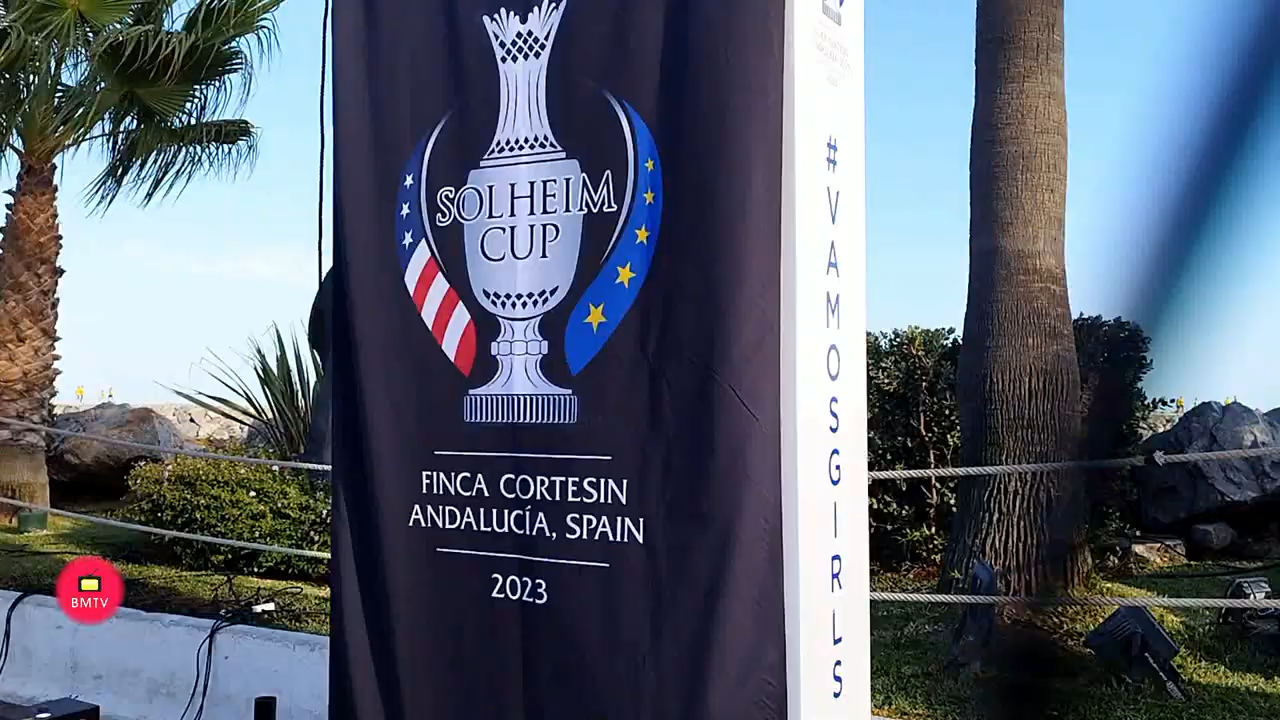 SOLHEIM
CUP
FINCA CORTESIN
ANDALUCÍA, SPAIN
2023
#VAMOSGIRLS
BMTV